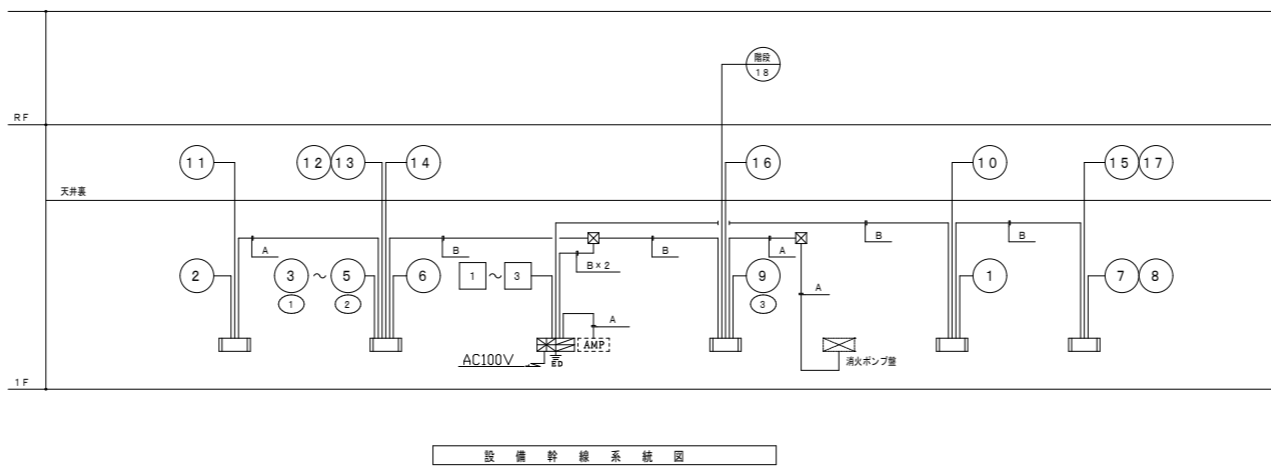 階段
18
RF
11 12 13 14 16 10 15 17
天井裏
A B B×2 B A B B
2 3 ～ 5 6 1 ～ 3 9 1 7 8
1 2 3
A A
AMP
AC100V ED 消火ポンプ盤
1F
設備幹線系統図